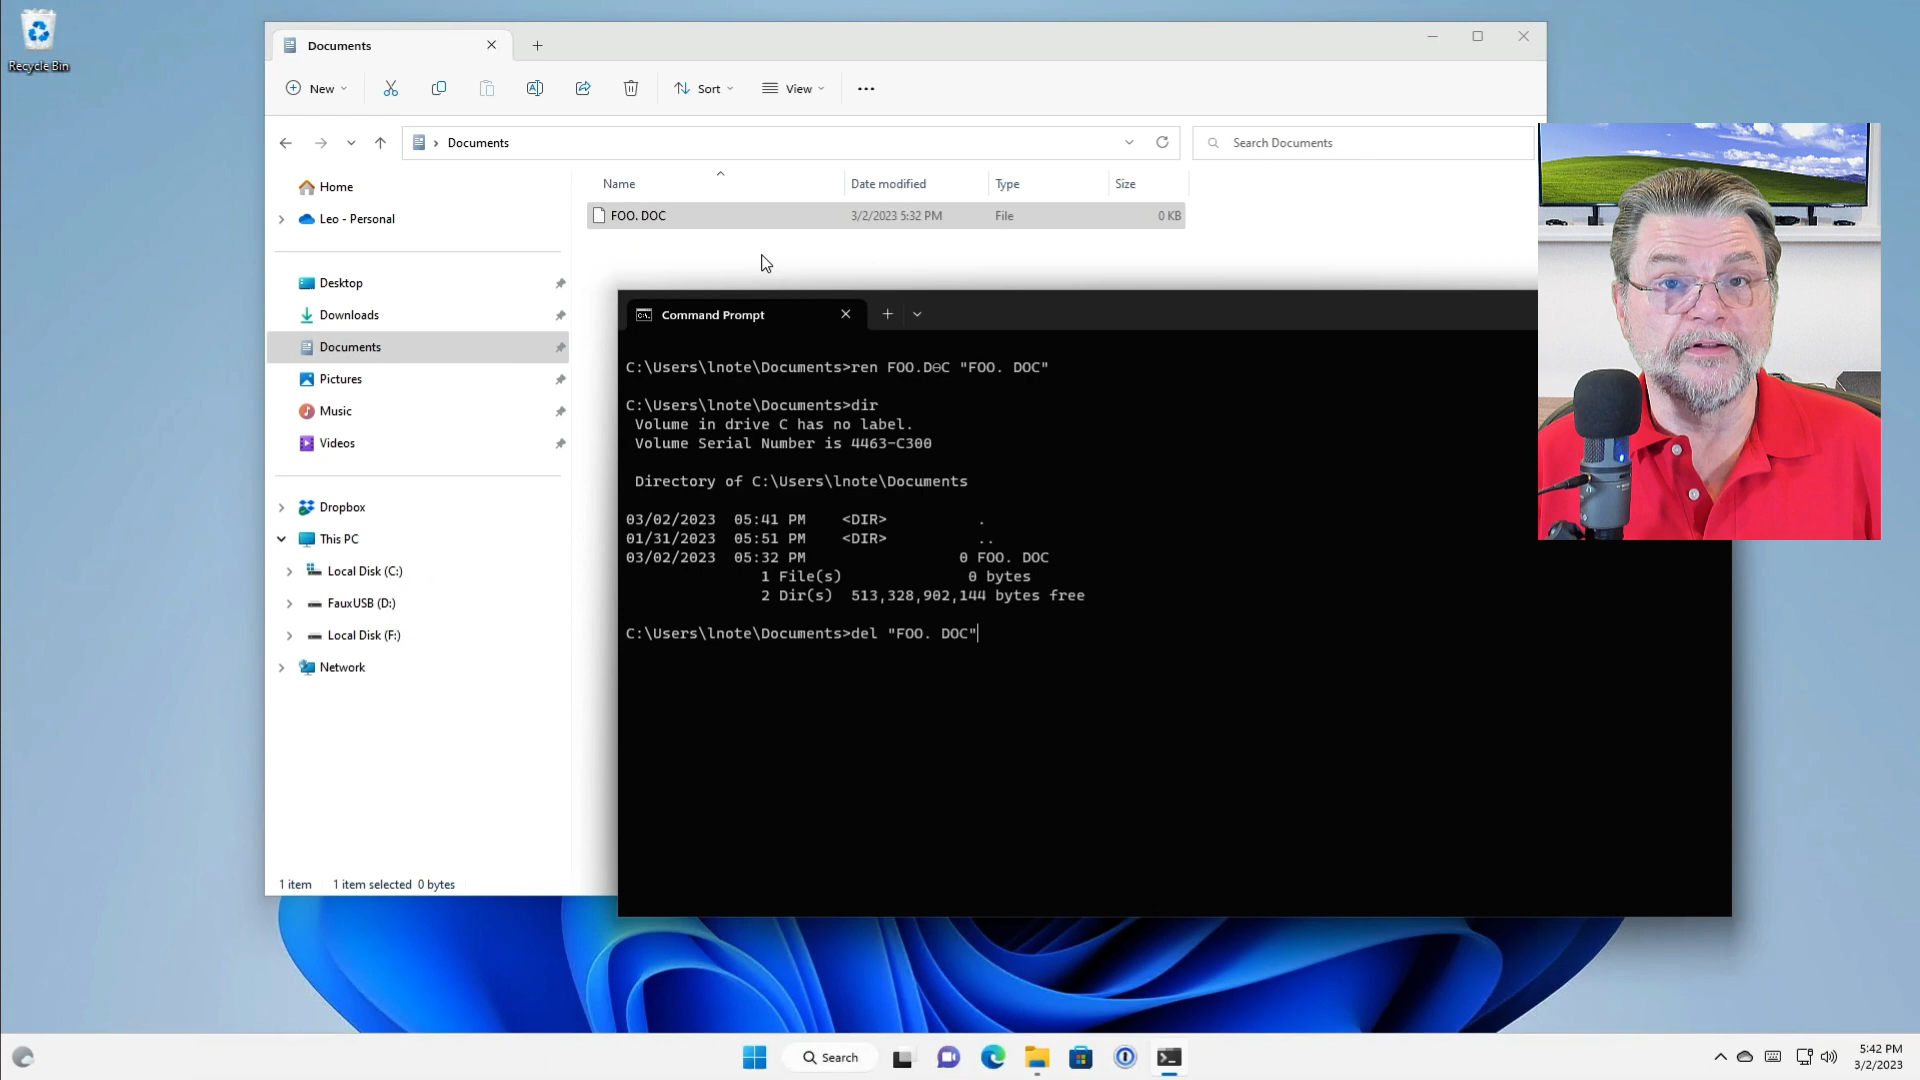 Recycle Bin
Documents
New
Sort
View
Documents
Search Documents
Name
Date modified
Type
Size
FOO. DOC
3/2/2023 5:32 PM
File
0 KB
Home
Leo - Personal
Desktop
Downloads
Documents
Pictures
Music
Videos
Dropbox
This PC
Local Disk (C:)
FauxUSB (D:)
Local Disk (F:)
Network
1 item
1 item selected 0 bytes
Command Prompt
C:\Users\lnote\Documents>ren FOO.D⊖C "FOO. DOC"
C:\Users\lnote\Documents>dir
Volume in drive C has no label.
Volume Serial Number is 4463-C300
Directory of C:\Users\lnote\Documents
03/02/2023 05:41 PM <DIR> .
01/31/2023 05:51 PM <DIR> ..
03/02/2023 05:32 PM 0 FOO. DOC
1 File(s) 0 bytes
2 Dir(s) 513,328,902,144 bytes free
C:\Users\lnote\Documents>del "FOO. DOC"
Search
5:42 PM
3/2/2023